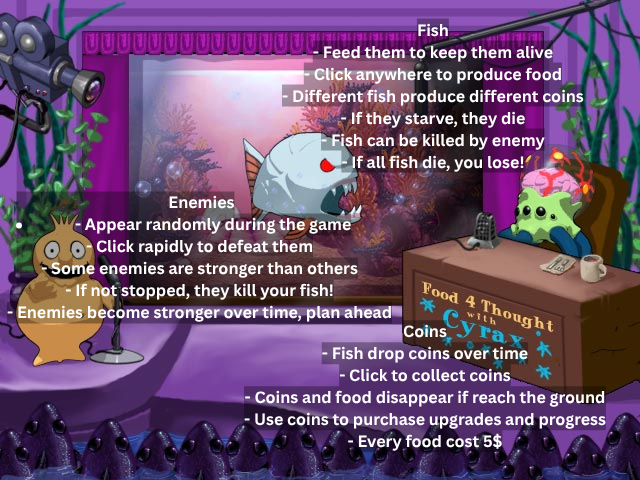 Fish
- Feed them to keep them alive
- Click anywhere to produce food
- Different fish produce different coins
- If they starve, they die
- Fish can be killed by enemy
- If all fish die, you lose!
Enemies
- Appear randomly during the game
- Click rapidly to defeat them
- Some enemies are stronger than others
- If not stopped, they kill your fish!
- Enemies become stronger over time, plan ahead
Food 4 Thought
with
Cyrax
Coins
- Fish drop coins over time
- Click to collect coins
- Coins and food disappear if reach the ground
- Use coins to purchase upgrades and progress
- Every food cost 5$